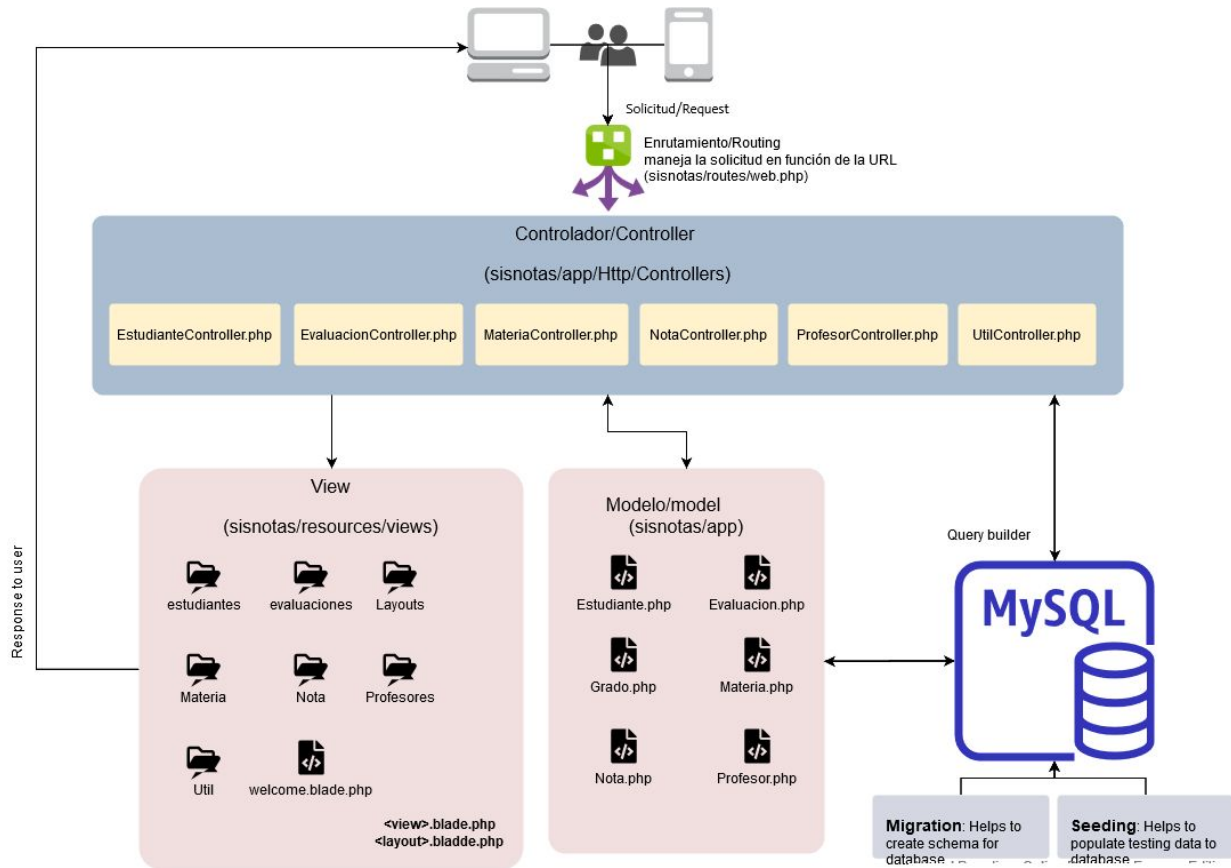 Solicitud/Request
Enrutamiento/Routing
maneja la solicitud en función de la URL
(sisnotas/routes/web.php)
Controlador/Controller
(sisnotas/app/Http/Controllers)
EstudianteController.php
EvaluacionController.php
MateriaController.php
NotaController.php
ProfesorController.php
UtilController.php
View
(sisnotas/resources/views)
estudiantes
evaluaciones
Layouts
Materia
Nota
Profesores
Util
welcome.blade.php
<view>.blade.php
<layout>.bladde.php
Modelo/model
(sisnotas/app)
Estudiante.php
Evaluacion.php
Grado.php
Materia.php
Nota.php
Profesor.php
Query builder
MySQL
Migration: Helps to
create schema for
database
Seeding: Helps to
populate testing data to
database
Response to user